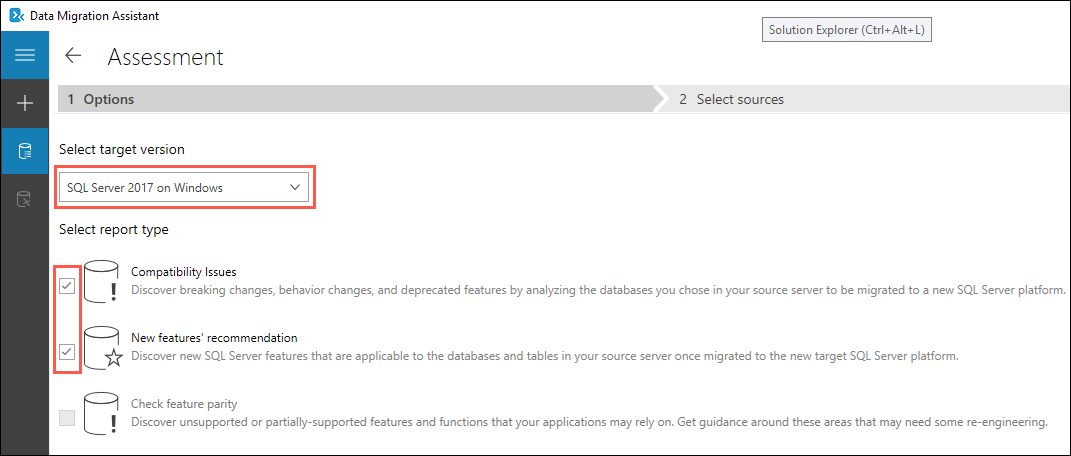 Data Migration Assistant
Solution Explorer (Ctrl+Alt+L)
Assessment
1 Options
2 Select sources
Select target version
SQL Server 2017 on Windows
Select report type
Compatibility Issues
Discover breaking changes, behavior changes, and deprecated features by analyzing the databases you chose in your source server to be migrated to a new SQL Server platform.
New features' recommendation
Discover new SQL Server features that are applicable to the databases and tables in your source server once migrated to the new target SQL Server platform.
Check feature parity
Discover unsupported or partially-supported features and functions that your applications may rely on. Get guidance around these areas that may need some re-engineering.